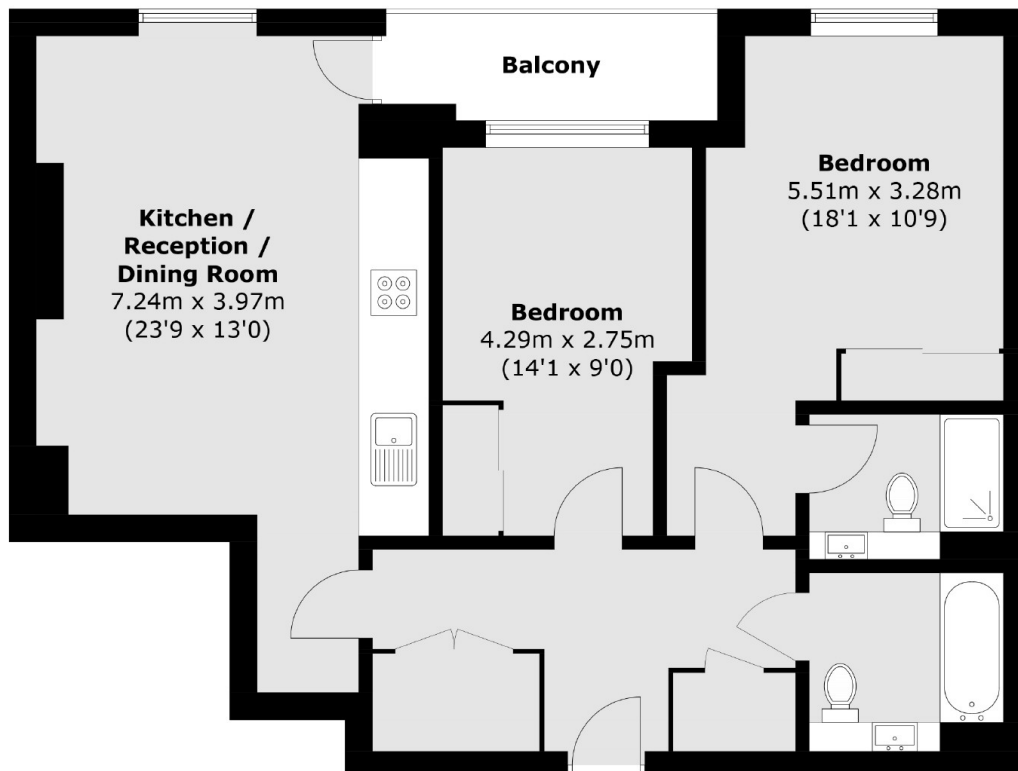 Balcony
Kitchen /
Reception /
Dining Room
7.24m x 3.97m
(23'9 x 13'0)
Bedroom
4.29m x 2.75m
(14'1 x 9'0)
Bedroom
5.51m x 3.28m
(18'1 x 10'9)